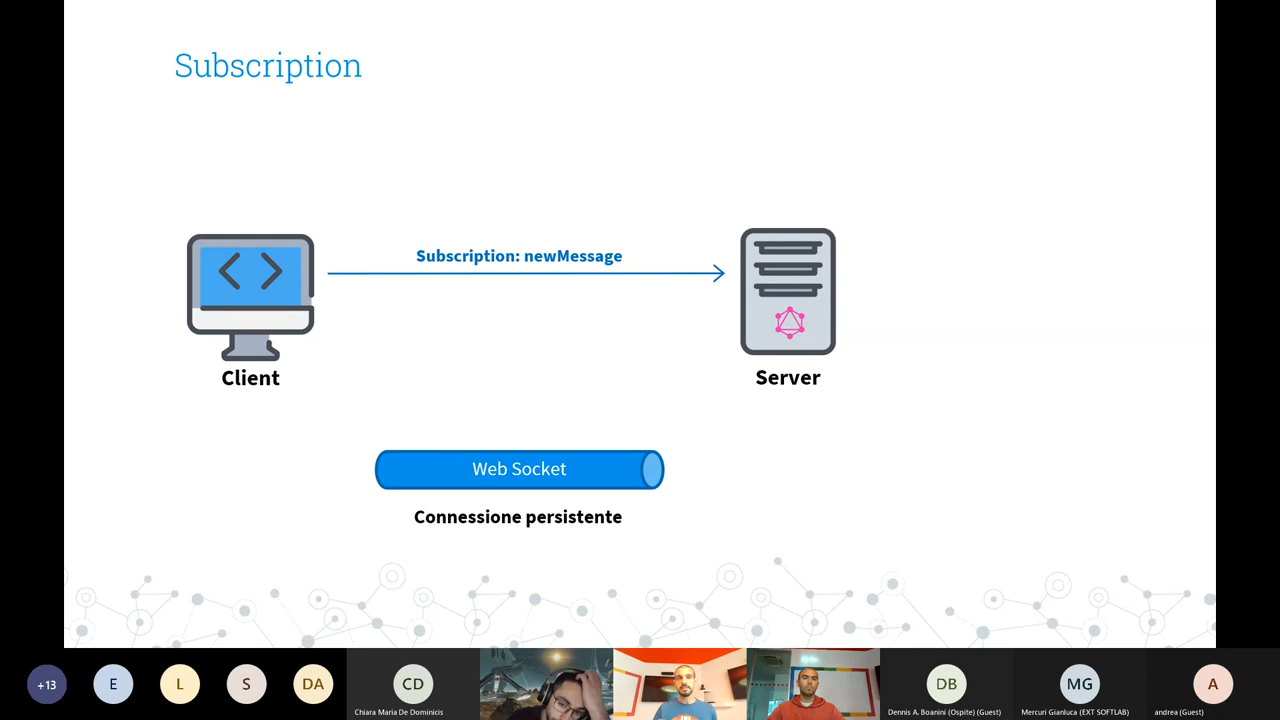 Subscription
Subscription: newMessage
Client
Server
Web Socket
Connessione persistente
+13
E
L
S
DA
CD
DB
MG
A
Chiara Maria De Dominicis
Dennis A. Boanini (Ospite) (Guest)
Mercuri Gianluca (EXT SOFTLAB)
andrea (Guest)